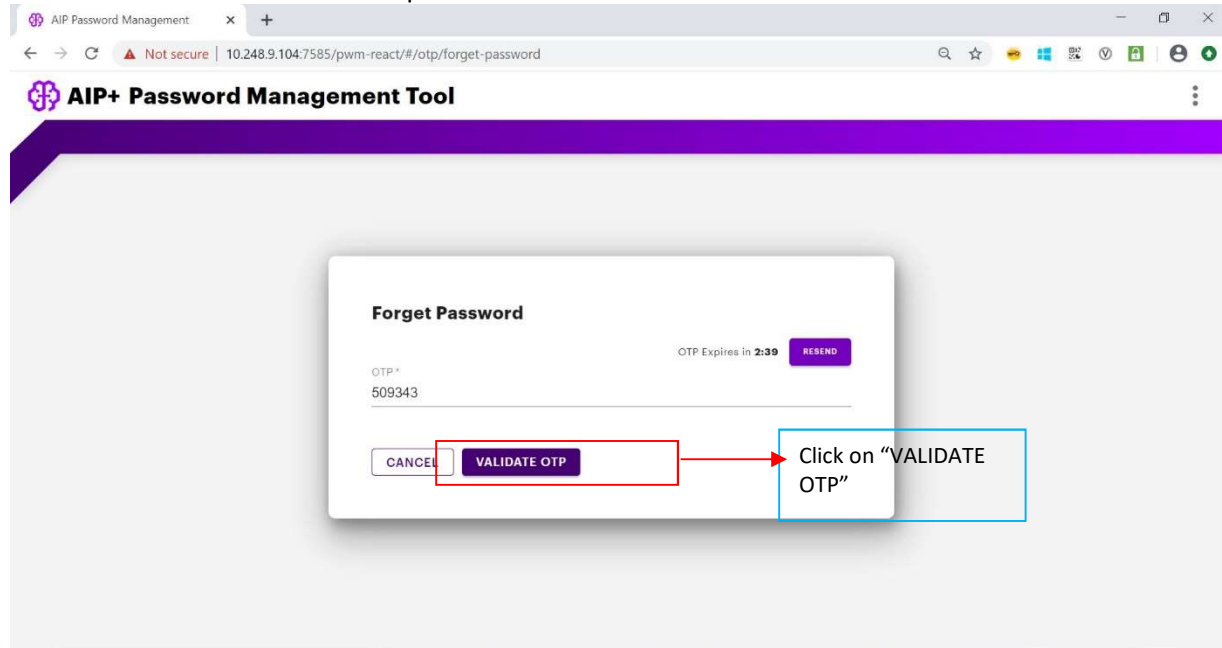 AIP Password Management
Not secure | 10.248.9.104:7585/pwm-react/#/otp/forget-password
AIP+ Password Management Tool
Forget Password
OTP Expires in 2:39 RESEND
OTP *
509343
CANCEL VALIDATE OTP
Click on “VALIDATE
OTP”